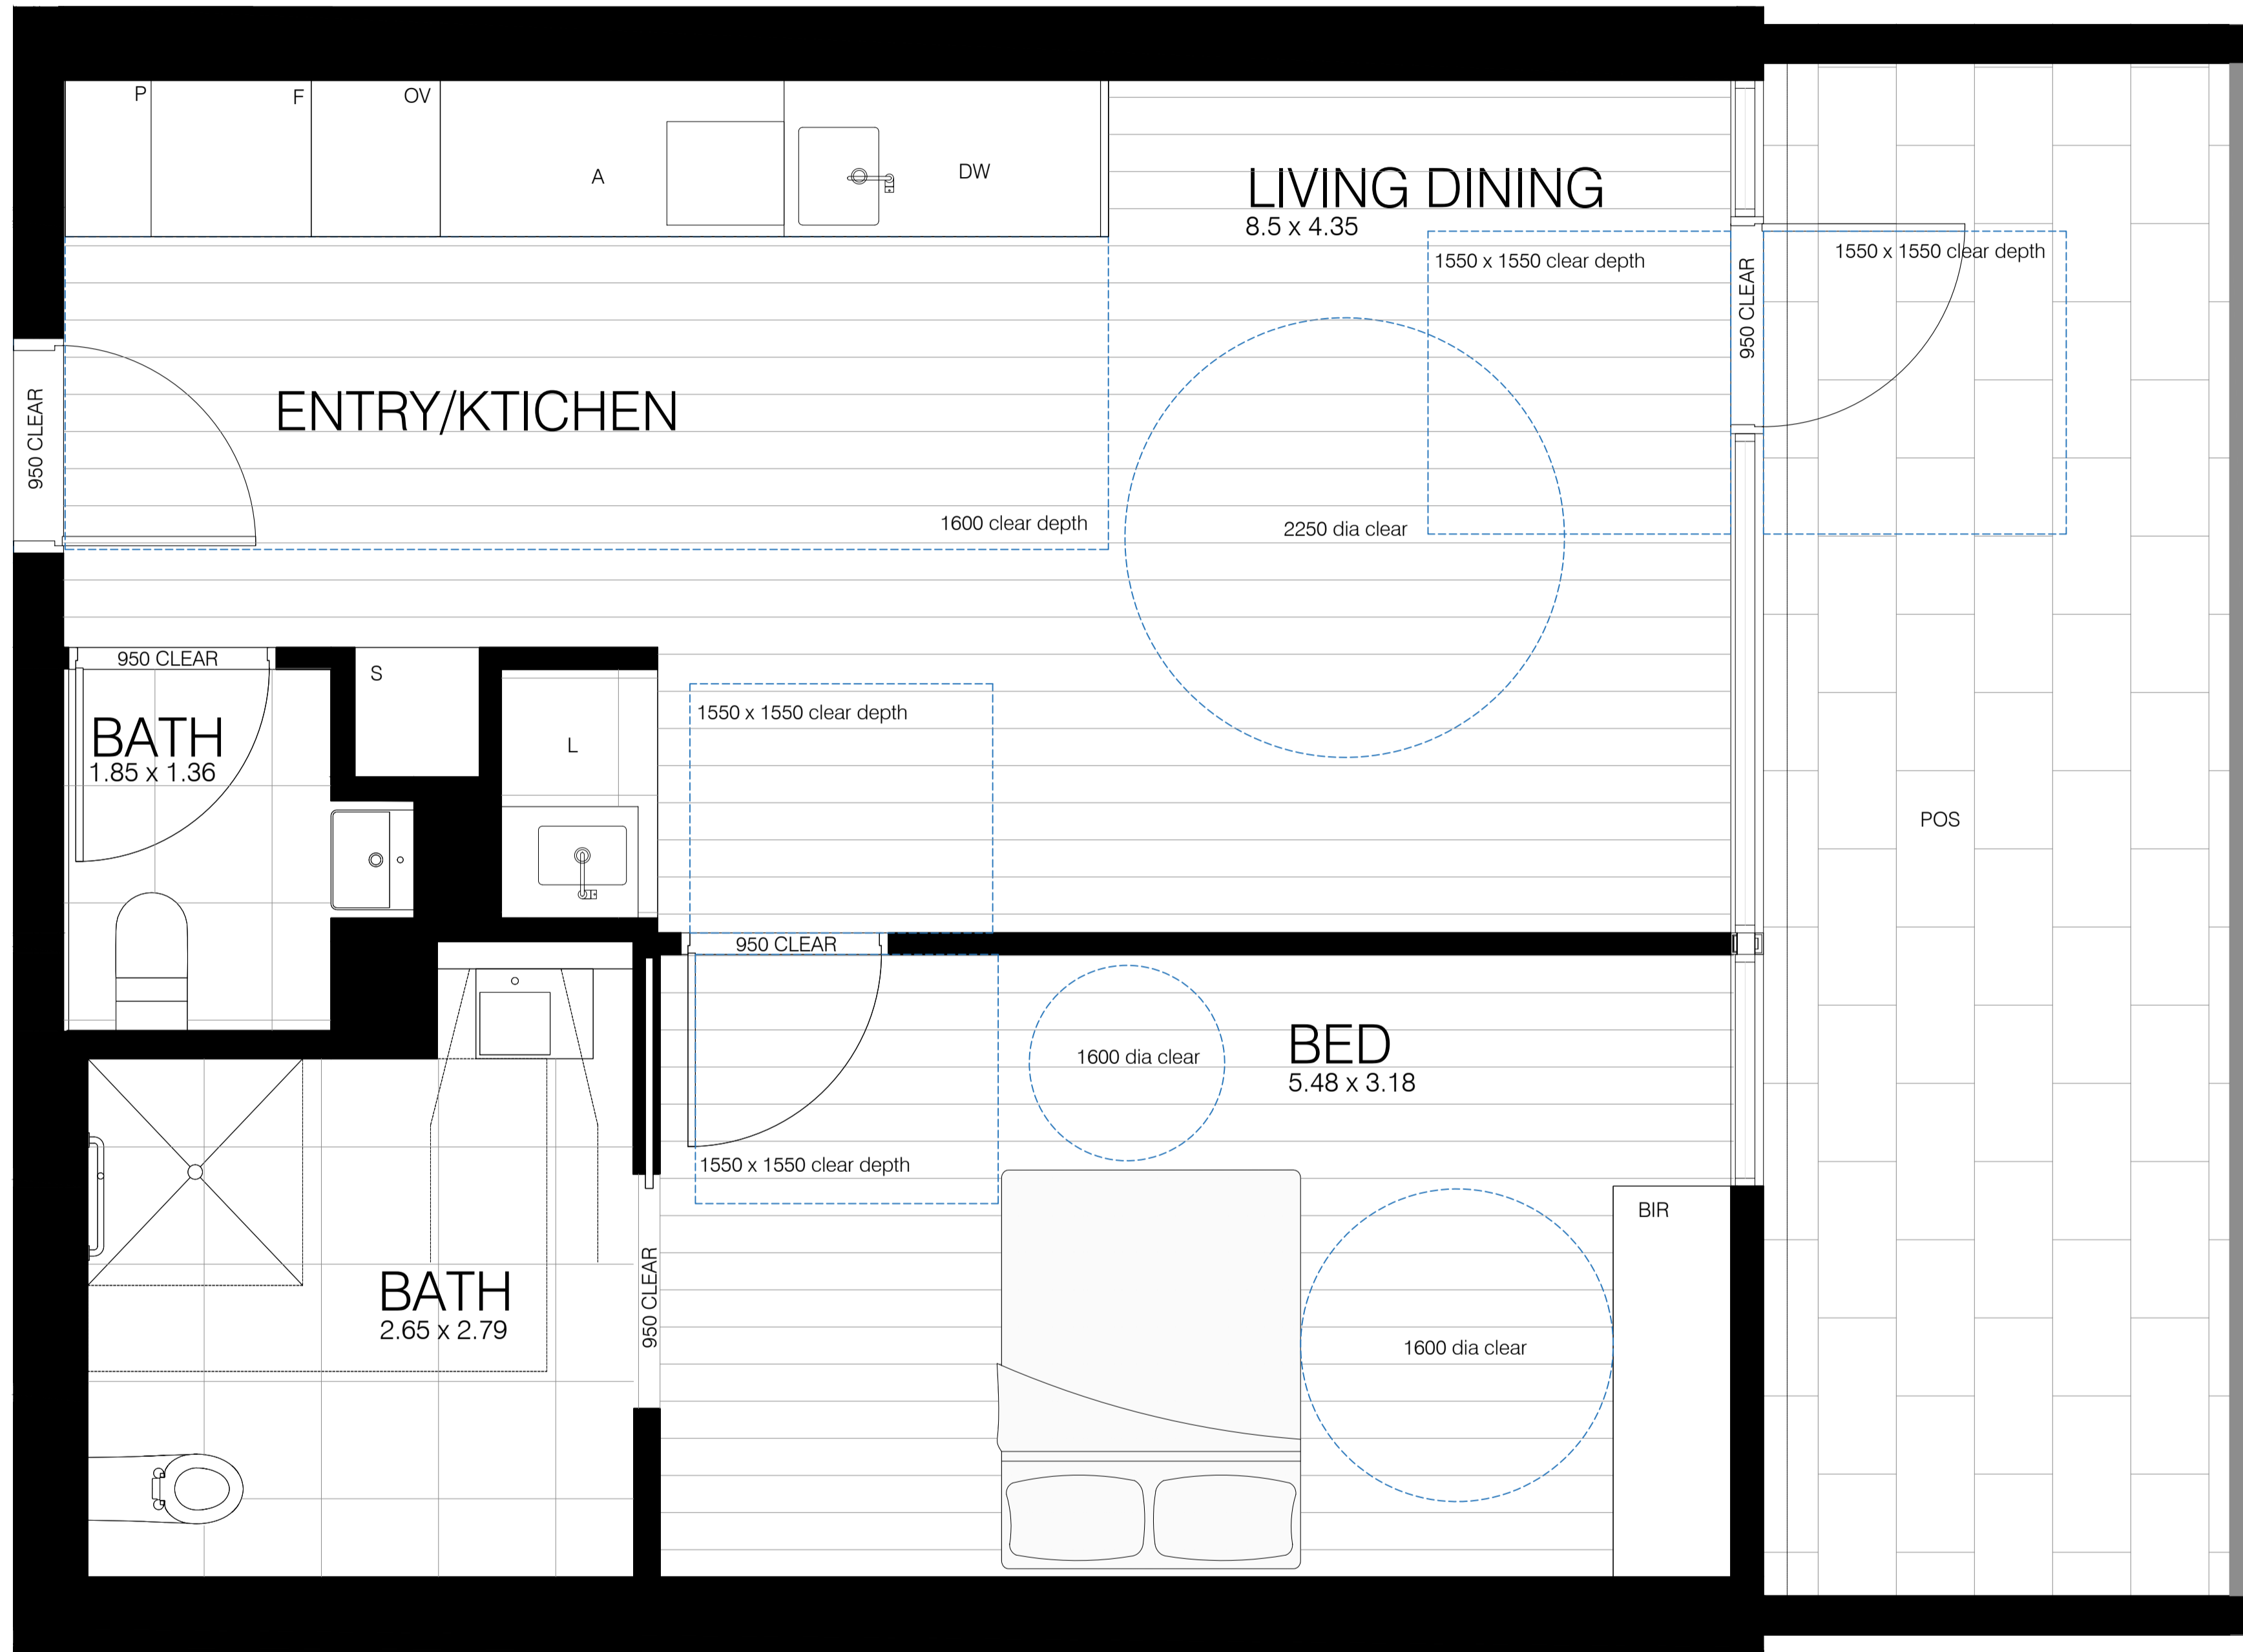 P
F
OV
A
DW
LIVING DINING
8.5 x 4.35
1550 x 1550 clear depth
950 CLEAR
1550 x 1550 clear depth
950 CLEAR
ENTRY/KTICHEN
1600 clear depth
2250 dia clear
950 CLEAR
S
BATH
1.85 x 1.36
L
1550 x 1550 clear depth
POS
950 CLEAR
1600 dia clear
BED
5.48 x 3.18
1550 x 1550 clear depth
BIR
950 CLEAR
BATH
2.65 x 2.79
1600 dia clear